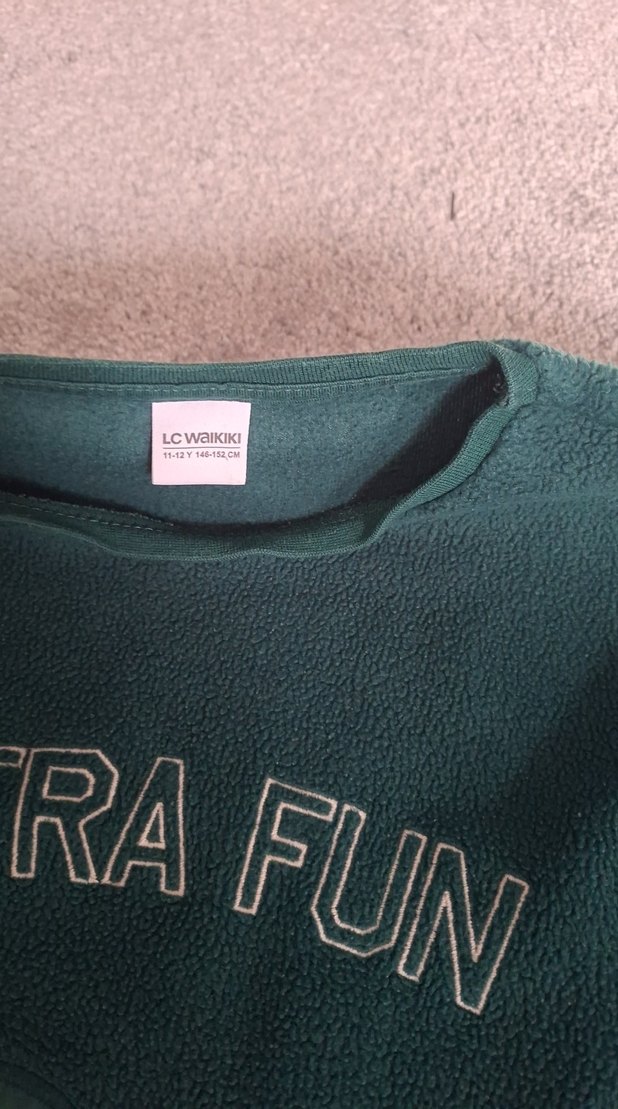 LC WAIKIKI
11-12 Y 146-152 CM
TRA FUN